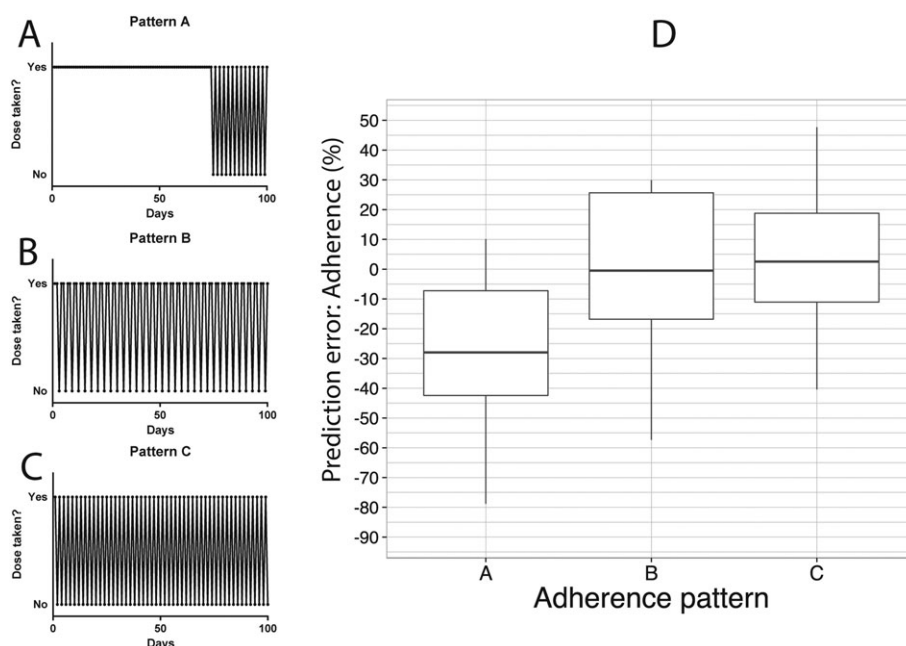 A
Pattern A
Dose taken?
Yes
No
0
50
100
Days
B
Pattern B
Dose taken?
Yes
No
0
50
100
Days
C
Pattern C
Dose taken?
Yes
No
0
50
100
Days
D
Prediction error: Adherence (%)
50
40
30
20
10
0
-10
-20
-30
-40
-50
-60
-70
-80
-90
A
B
C
Adherence pattern